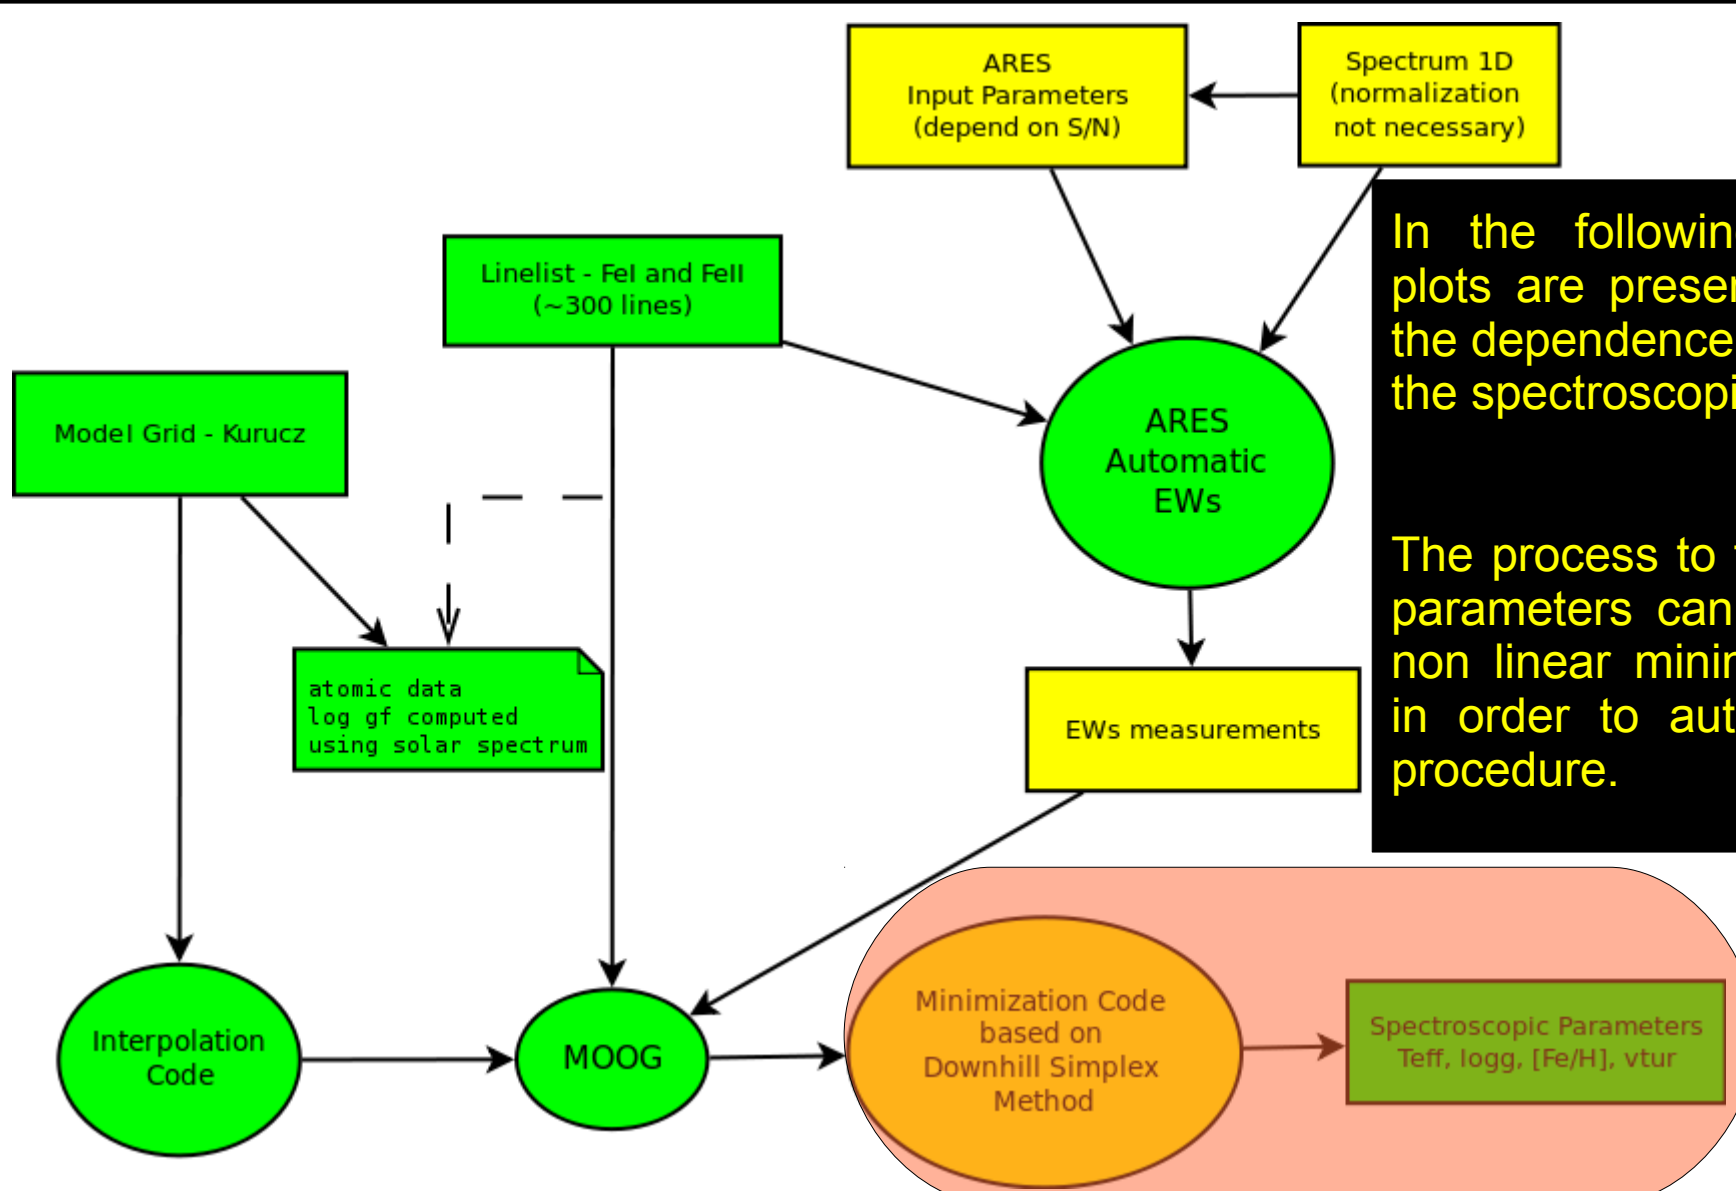 ARES
Input Parameters
(depend on S/N)
Spectrum 1D
(normalization
not necessary)
Linelist - FeI and FeII
(~300 lines)
Model Grid - Kurucz
ARES
Automatic
EWs
atomic data
log gf computed
using solar spectrum
EWs measurements
Interpolation
Code
MOOG
Minimization Code
based on
Downhill Simplex
Method
Spectroscopic Parameters
Teff, logg, [Fe/H], vtur
In the followin
plots are presen
the dependence
the spectroscopi
The process to
parameters can
non linear minin
in order to aut
procedure.